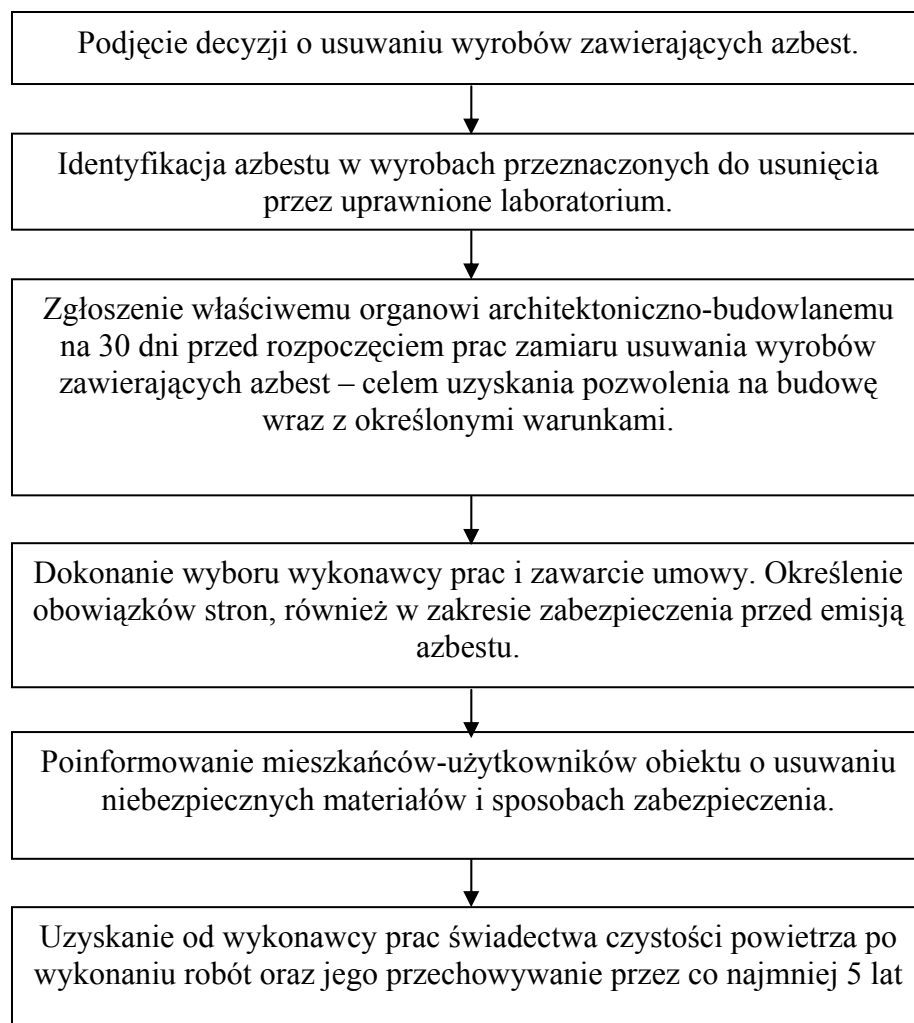 Podjęcie decyzji o usuwaniu wyrobów zawierających azbest.
Identyfikacja azbestu w wyrobach przeznaczonych do usunięcia
przez uprawnione laboratorium.
Zgłoszenie właściwemu organowi architektoniczno-budowlanemu
na 30 dni przed rozpoczęciem prac zamiaru usuwania wyrobów
zawierających azbest – celem uzyskania pozwolenia na budowę
wraz z określonymi warunkami.
Dokonanie wyboru wykonawcy prac i zawarcie umowy. Określenie
obowiązków stron, również w zakresie zabezpieczenia przed emisją
azbestu.
Poinformowanie mieszkańców-użytkowników obiektu o usuwaniu
niebezpiecznych materiałów i sposobach zabezpieczenia.
Uzyskanie od wykonawcy prac świadectwa czystości powietrza po
wykonaniu robót oraz jego przechowywanie przez co najmniej 5 lat